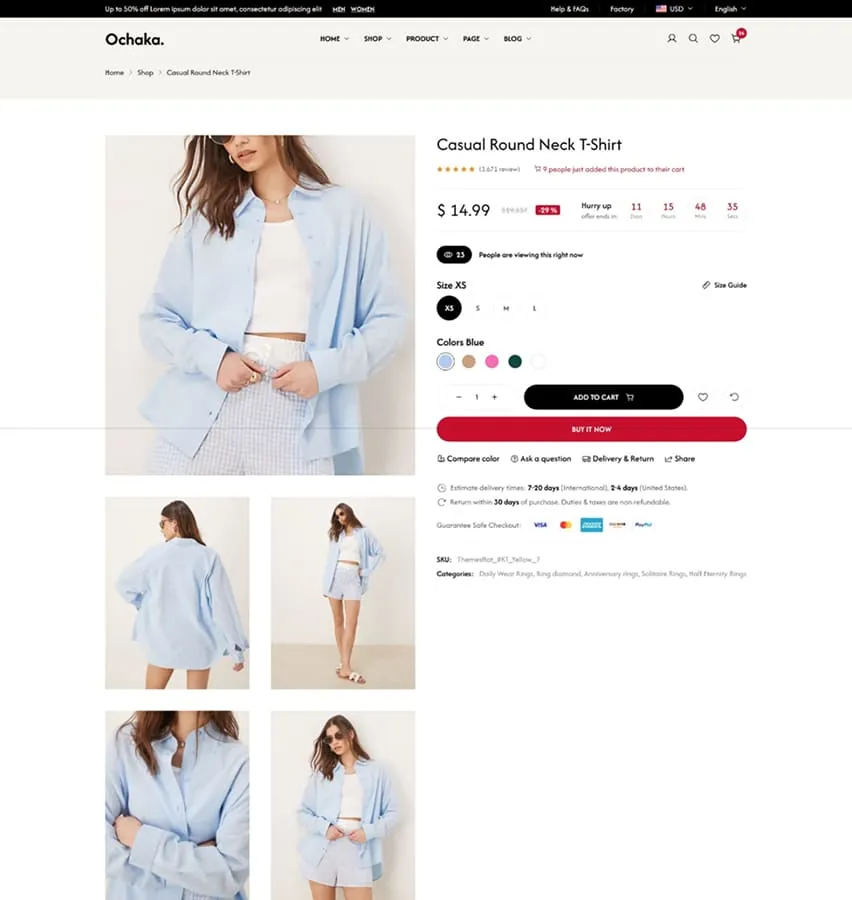 Up to 50% off Lorem ipsum dolor sit amet, consectetur adipiscing elit MEN WOMEN Help & FAQs Factory USD English
Ochaka. HOME SHOP PRODUCT PAGE BLOG
Home > Shop > Casual Round Neck T-Shirt
Casual Round Neck T-Shirt
(3.671 review) 9 people just added this product to their cart
$ 14.99 -29 % Hurry up offer ends in: 11 Days 15 Hours 48 Mins 35 Secs
23 People are viewing this right now
Size XS Size Guide
XS S M L
Colors Blue
- 1 + ADD TO CART
BUY IT NOW
Compare color Ask a question Delivery & Return Share
Estimate delivery times: 7-20 days (International), 2-4 days (United States).
Return within 30 days of purchase. Duties & taxes are non-refundable.
Guarantee Safe Checkout: VISA PayPal
SKU:
Categories: Daily Wear Rings, Ring diamond, Anniversary rings, Solitaire Rings, Half Eternity Rings